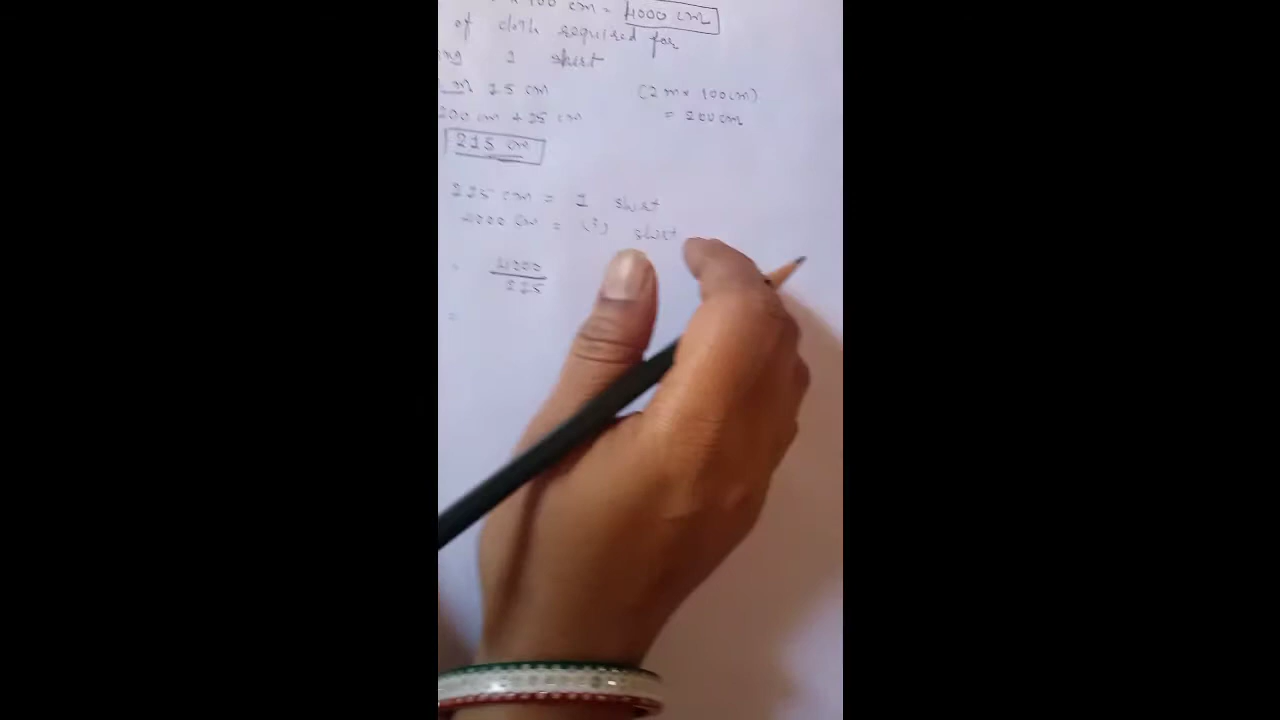 x 100 cm = 4000 cm
of cloth required for
ng 1 shirt
m 25 cm (2 m x 100 cm)
200 cm + 25 cm = 200 cm
225 cm
225 cm = 1 shirt
4000 cm = (?) shirt
= 4000
225
=